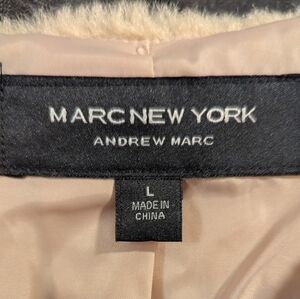 MARC NEW YORK
ANDREW MARC
L
MADE IN
CHINA